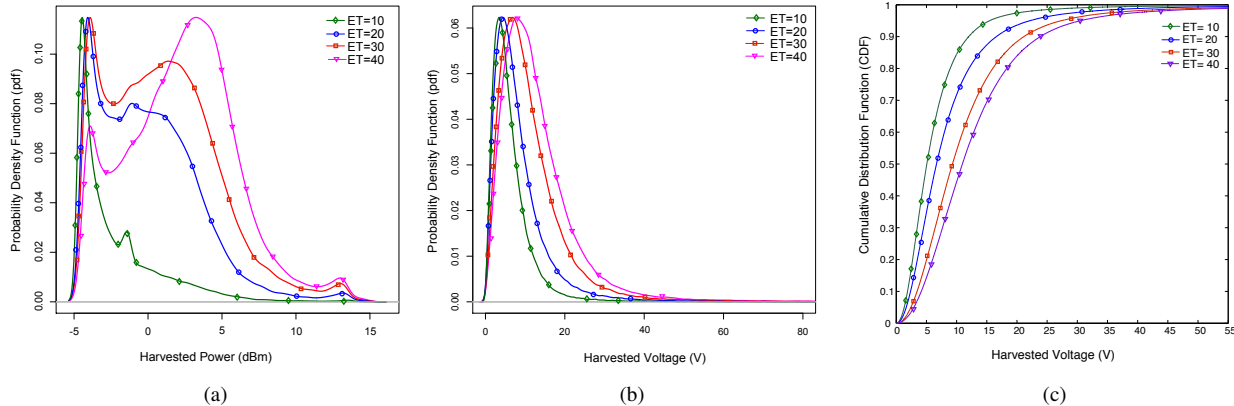 ET=10
ET=20
ET=30
ET=40
0.10
0.08
0.06
0.04
0.02
0.00
Probability Density Function (pdf)
-5
0
5
10
15
Harvested Power (dBm)
(a)
ET=10
ET=20
ET=30
ET=40
0.06
0.05
0.04
0.03
0.02
0.01
0.00
Probability Density Function (pdf)
0
20
40
60
80
Harvested Voltage (V)
(b)
ET= 10
ET= 20
ET= 30
ET= 40
1
0.9
0.8
0.7
0.6
0.5
0.4
0.3
0.2
0.1
0
Cumulative Distribution Function (CDF)
0
5
10
15
20
25
30
35
40
45
50
55
Harvested Voltage (V)
(c)